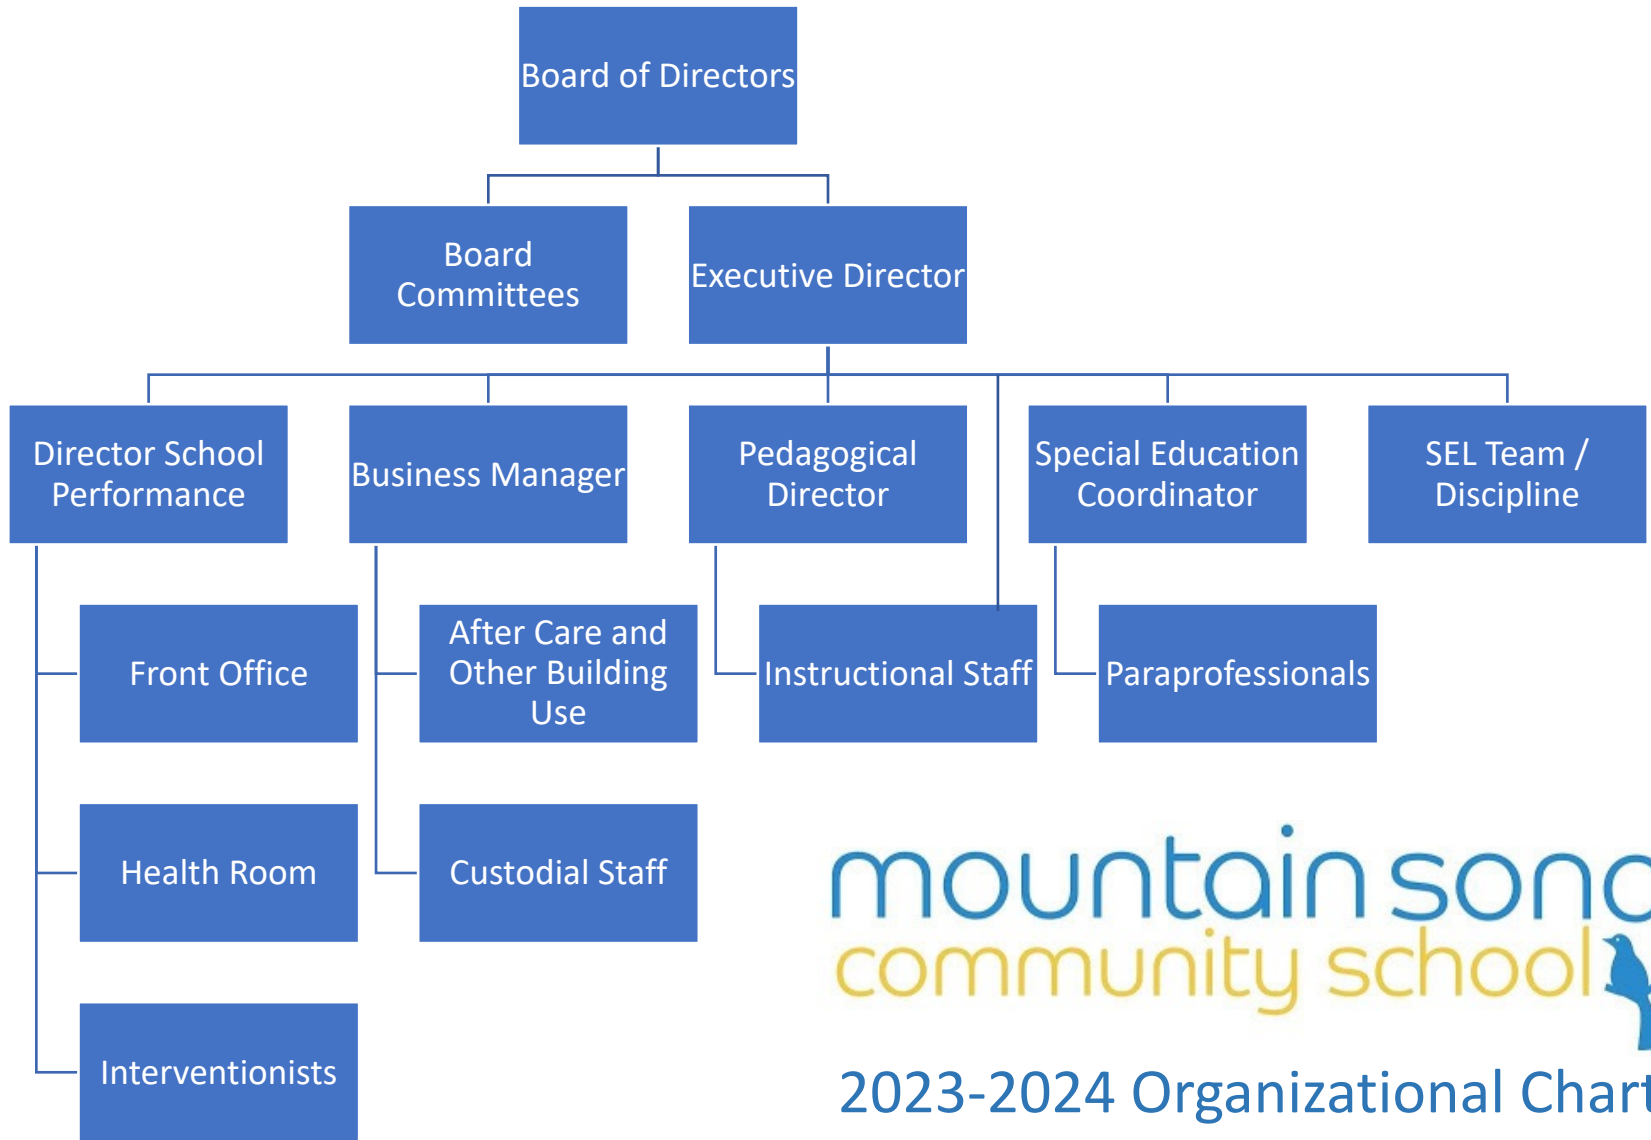 Board of Directors
Board
Committees
Executive Director
Director School
Performance
Business Manager
Pedagogical
Director
Special Education
Coordinator
SEL Team /
Discipline
Front Office
After Care and
Other Building
Use
Instructional Staff
Paraprofessionals
Health Room
Custodial Staff
Interventionists
mountain song
community school
2023-2024 Organizational Chart